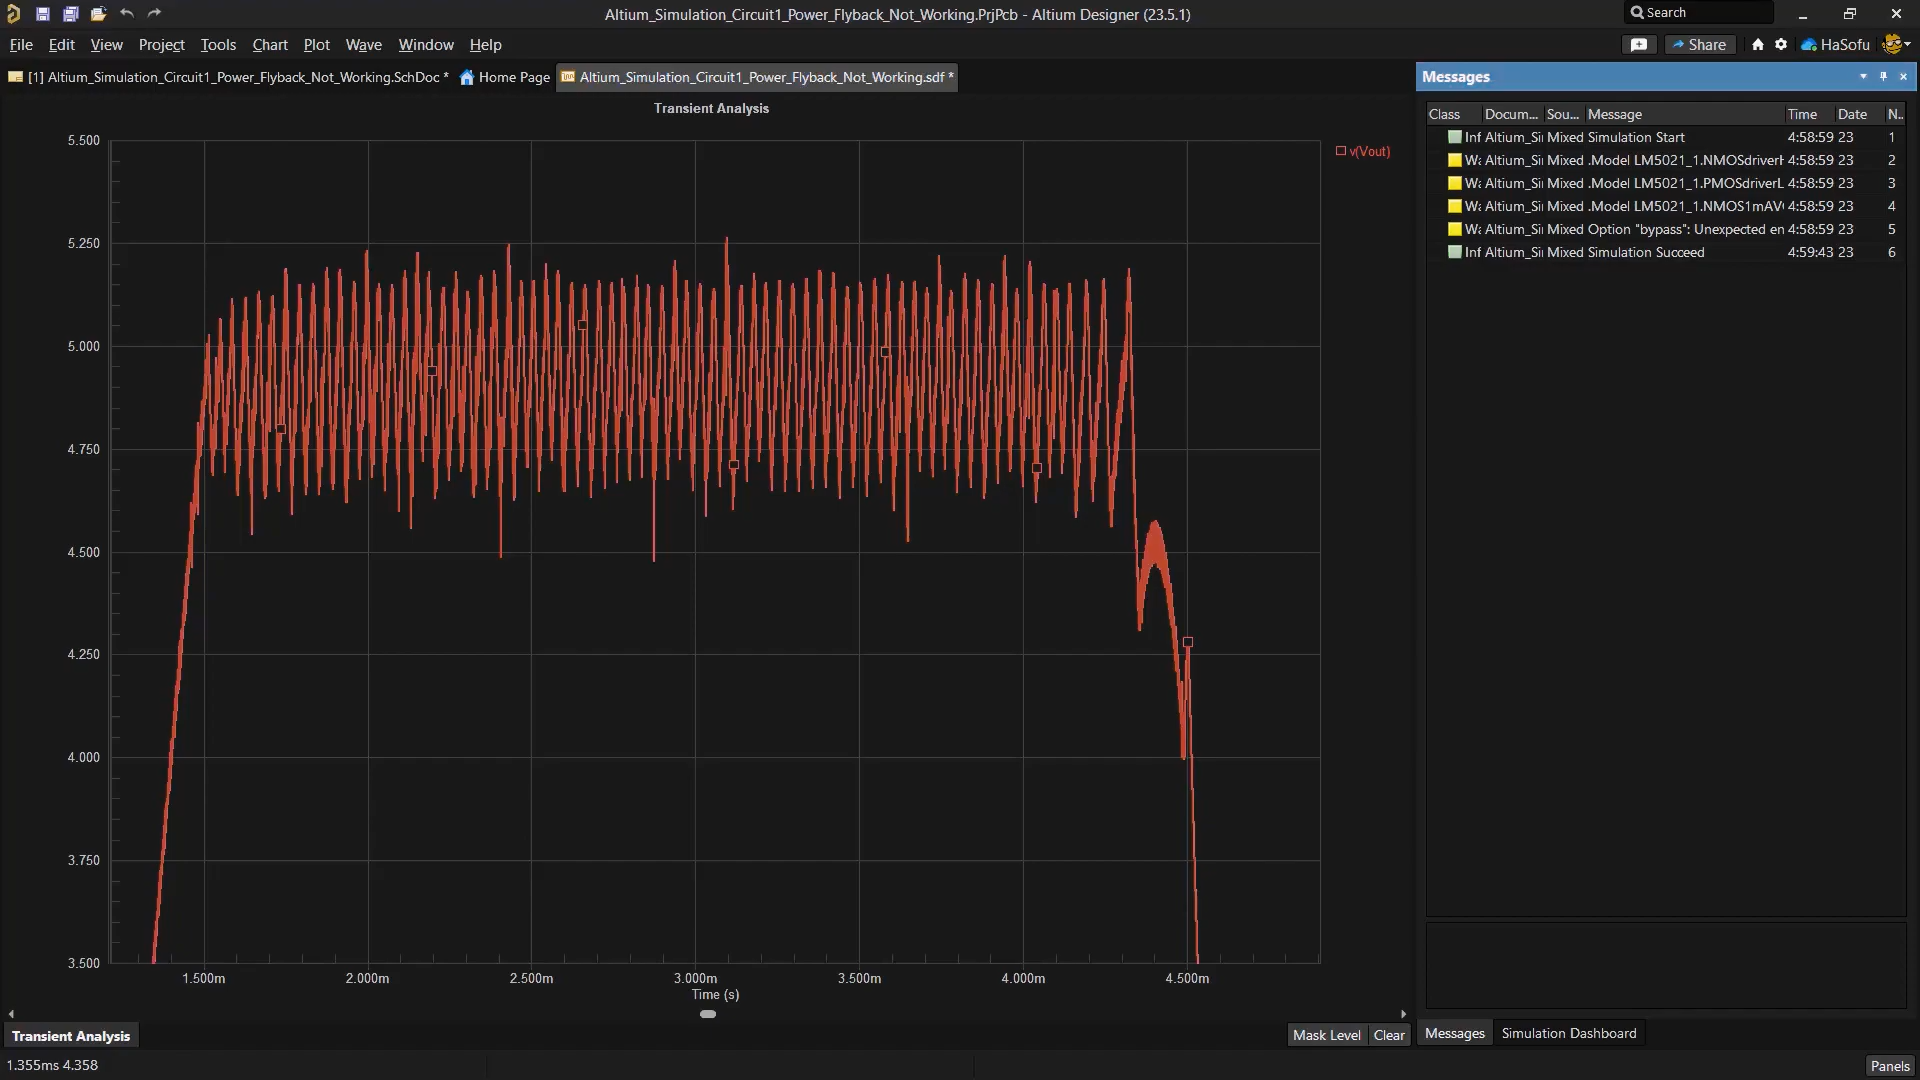 Altium_Simulation_Circuit1_Power_Flyback_Not_Working.PrjPcb - Altium Designer (23.5.1)
Search
File Edit View Project Tools Chart Plot Wave Window Help
Share
HaSofu
[1] Altium_Simulation_Circuit1_Power_Flyback_Not_Working.SchDoc *
Home Page
Altium_Simulation_Circuit1_Power_Flyback_Not_Working.sdf *
Messages
Transient Analysis
v(Vout)
5.500
5.250
5.000
4.750
4.500
4.250
4.000
3.750
3.500
1.500m 2.000m 2.500m 3.000m 3.500m 4.000m 4.500m
Time (s)
Class Docum... Sou... Message Time Date N..
Inf Altium_Si Mixed Simulation Start 4:58:59 23 1
Wa Altium_Si Mixed .Model LM5021_1.NMOSdriverH 4:58:59 23 2
Wa Altium_Si Mixed .Model LM5021_1.PMOSdriverL 4:58:59 23 3
Wa Altium_Si Mixed .Model LM5021_1.NMOS1mAV 4:58:59 23 4
Wa Altium_Si Mixed Option "bypass": Unexpected en 4:58:59 23 5
Inf Altium_Si Mixed Simulation Succeed 4:59:43 23 6
Transient Analysis
Mask Level Clear
Messages Simulation Dashboard
1.355ms 4.358
Panels